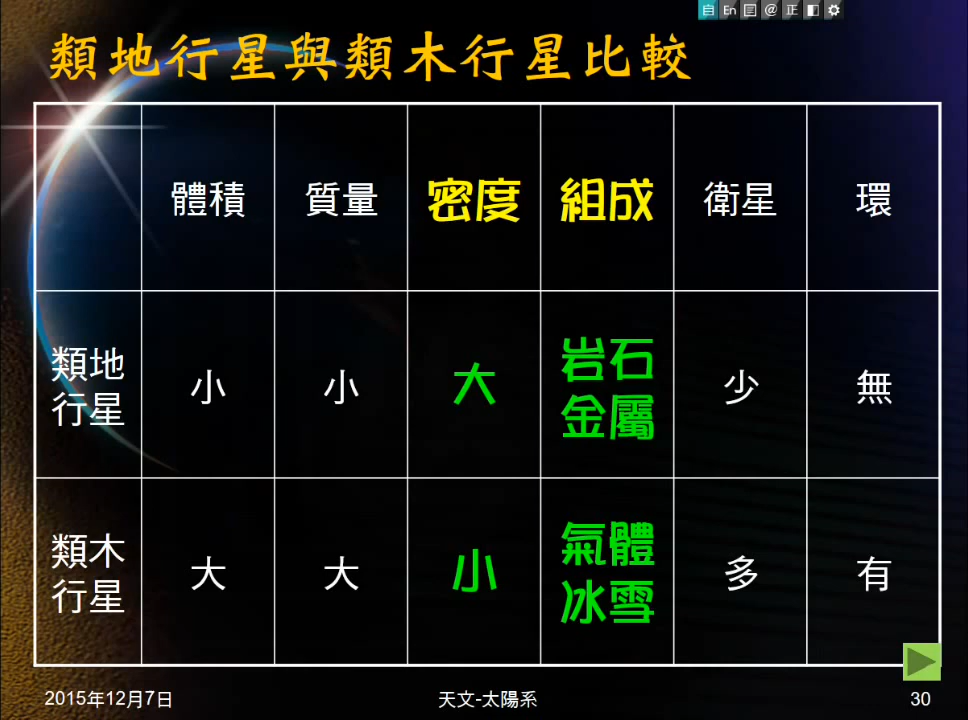 自 En @ 正
類地行星與類木行星比較
體積 質量 密度 組成 衛星 環
類地行星 小 小 大 岩石金屬 少 無
類木行星 大 大 小 氣體冰雪 多 有
2015年12月7日 天文-太陽系 30